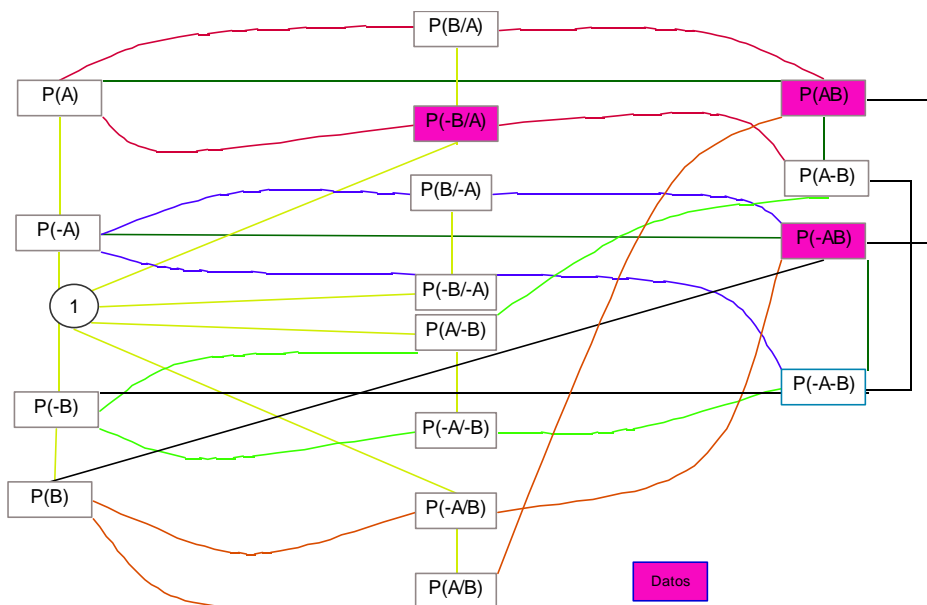 P(B/A)
P(A)
P(AB)
P(-B/A)
P(A-B)
P(B/-A)
P(-A)
P(-AB)
P(-B/-A)
1
P(A/-B)
P(-A-B)
P(-B)
P(-A/-B)
P(B)
P(-A/B)
P(A/B)
Datos